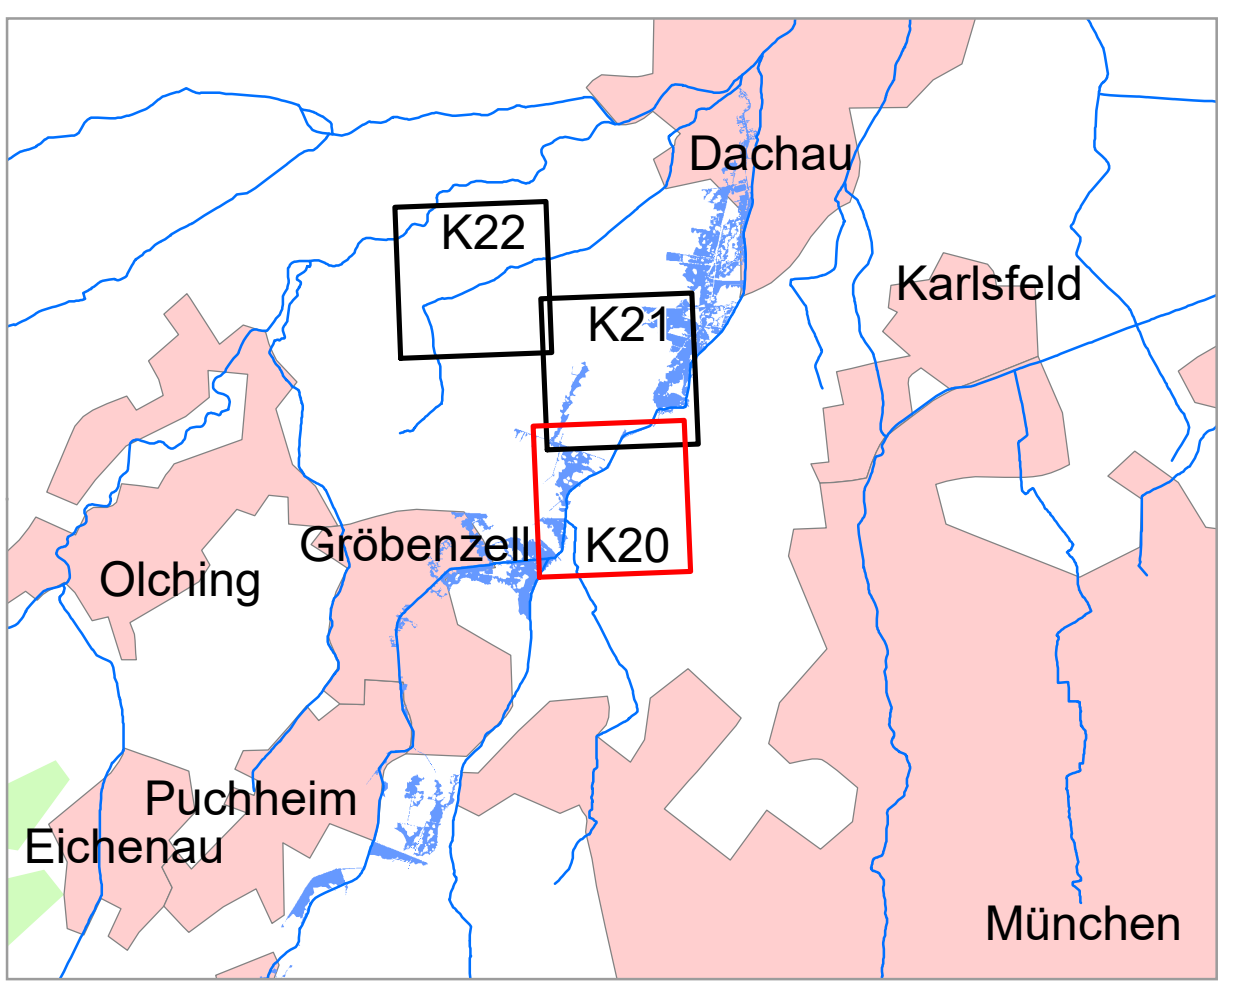 Dachau
K22
Karlsfeld
K21
Gröbenzell
K20
Olching
Puchheim
Eichenau
München